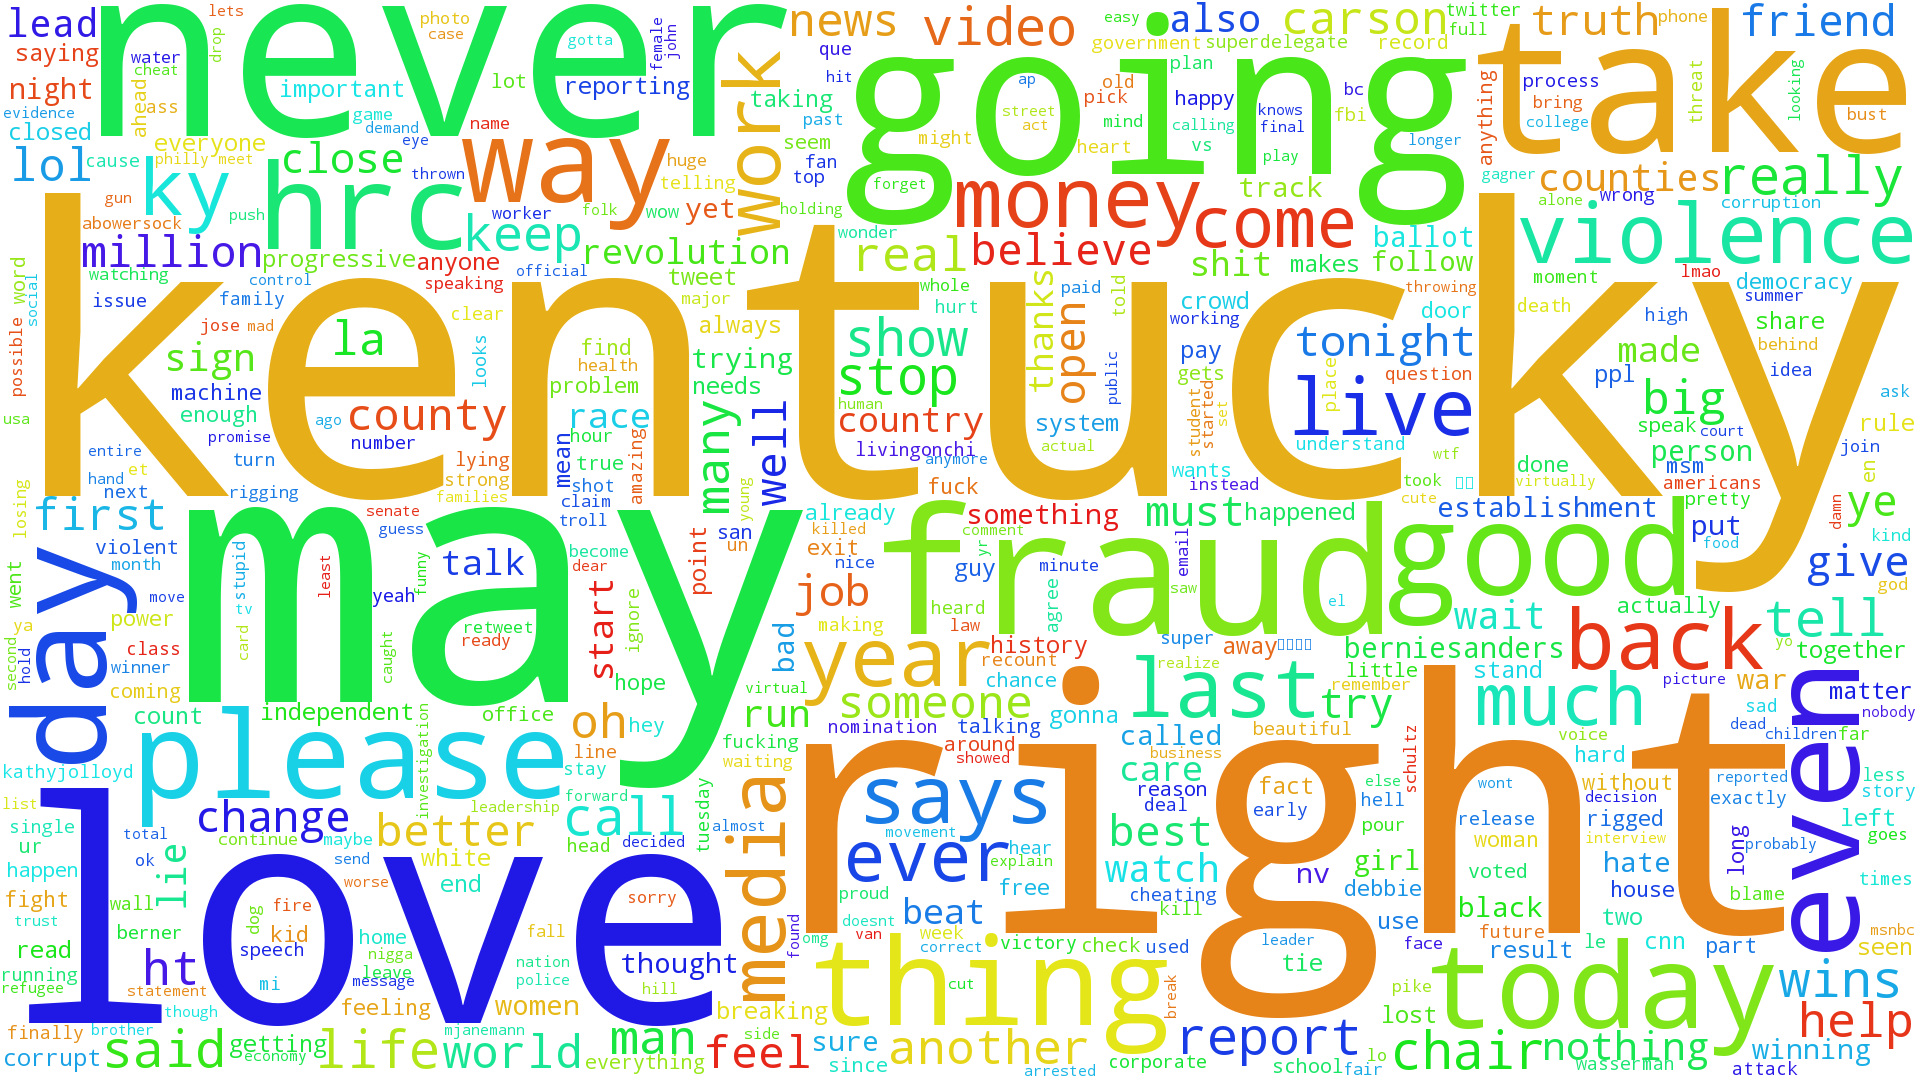 lead
never
news
video
also
carson
twitter
full
take
truth
phone
friend
saying
water
cheat
drop
lets
photo
case
gotta
female
john
que
going
easy
government
superdelegate
record
night
ahead
important
lot
reporting
work
hit
ap
old
plan
threat
process
looking
evidence
ass
game
taking
pick
happy
knows
bc
anything
bring
closed
demand
name
past
street
act
mind
calling
final
fbi
college
bust
lol
cause
everyone
eye
way
seem
might
heart
vs
play
longer
philly
meet
close
thrown
huge
fan
top
forget
track
gagner
counties
really
ky
hrc
telling
money
come
alone
wrong
gun
push
worker
folk
wow
yet
holding
corruption
abowersock
keep
wonder
ballot
violence
million
progressive
anyone
official
revolution
real
believe
shit
makes
follow
lmao
word
watching
control
speaking
tweet
whole
thanks
paid
told
throwing
moment
democracy
social
issue
family
major
hurt
crowd
door
death
summer
possible
kentucky
jose
mad
clear
always
show
open
working
tonight
high
share
sign
la
looks
find
health
trying
stop
public
pay
place
made
behind
machine
problem
needs
gets
question
ppl
idea
usa
enough
ago
county
race
human
country
system
student
started
set
live
big
ask
promise
number
hour
amazing
many
well
livingonchi
actual
understand
speak
court
rule
entire
turn
lying
mean
true
anymore
wants
wtf
person
join
hand
et
strong
shot
fuck
instead
done
msm
en
losing
next
rigging
families
claim
young
took
cute
virtually
americans
first
senate
troll
san
already
something
must
happened
establishment
pretty
ye
may
guess
killed
fraud
comment
good
put
damn
violent
talk
become
point
un
exit
yr
email
food
kind
went
month
stupid
least
funny
dear
nice
guy
minute
give
day
move
yeah
start
job
saw
el
god
ya
power
tv
card
retweet
ignore
heard
agree
wait
actually
tell
second
class
caught
ready
bad
making
law
super
away
berniesanders
back
yo
together
hold
winner
year
history
realize
little
stand
picture
coming
hope
virtual
recount
chance
last
try
remember
much
war
matter
count
independent
office
oh
run
someone
gonna
even
sad
nobody
please
investigation
hey
nomination
talking
called
beautiful
dead
children
far
kathyjolloyd
line
fucking
around
business
right
schultz
voice
stay
waiting
showed
care
fact
else
hard
list
love
leadership
forward
tuesday
media
says
reason
hell
wont
without
reported
less
story
change
call
deal
early
decision
exactly
single
total
better
almost
movement
best
pour
release
rigged
left
ur
continue
maybe
head
decided
hear
woman
interview
long
goes
happen
ok
lie
send
white
ever
explain
watch
girl
hate
probably
fight
worse
end
free
cheating
nv
debbie
voted
house
blame
times
trust
wall
dog
fire
sorry
proud
beat
kill
use
black
two
berner
kid
doesnt
week
leader
future
msnbc
read
speech
home
fall
thought
found
omg
van
correct
victory
check
used
tie
face
result
le
cnn
part
seen
running
ht
nigga
nation
thing
today
refugee
mi
leave
message
police
hill
cut
break
pike
wins
statement
feeling
women
breaking
lost
finally
though
brother
mjanemann
man
side
report
help
corrupt
said
getting
economy
life
world
everything
feel
sure
since
another
arrested
corporate
school
fair
lo
chair
wasserman
nothing
winning
attack